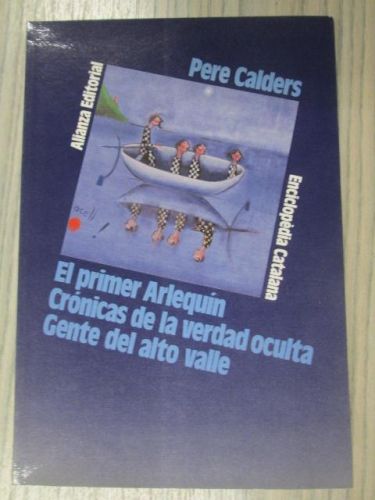 Pere Calders
Alianza Editorial
Enciclopèdia Catalana
El primer Arlequín
Crónicas de la verdad oculta
Gente del alto valle